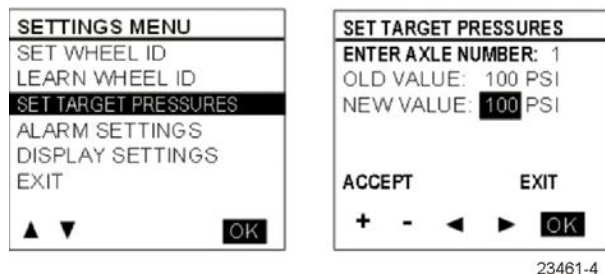 SETTINGS MENU
SET WHEEL ID
LEARN WHEEL ID
SET TARGET PRESSURES
ALARM SETTINGS
DISPLAY SETTINGS
EXIT
▲ ▼ OK
SET TARGET PRESSURES
ENTER AXLE NUMBER: 1
OLD VALUE: 100 PSI
NEW VALUE: 100 PSI
ACCEPT EXIT
+ - ◄ ► OK
23461-4